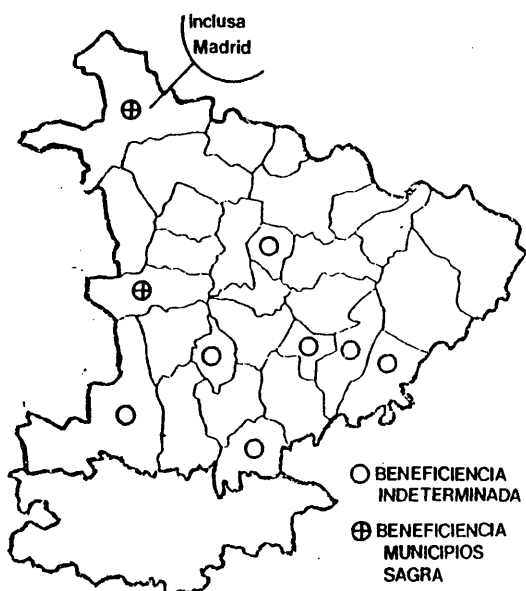 Inclusa
Madrid
BENEFICIENCIA
INDETERMINADA
BENEFICIENCIA
MUNICIPIOS
SAGRA